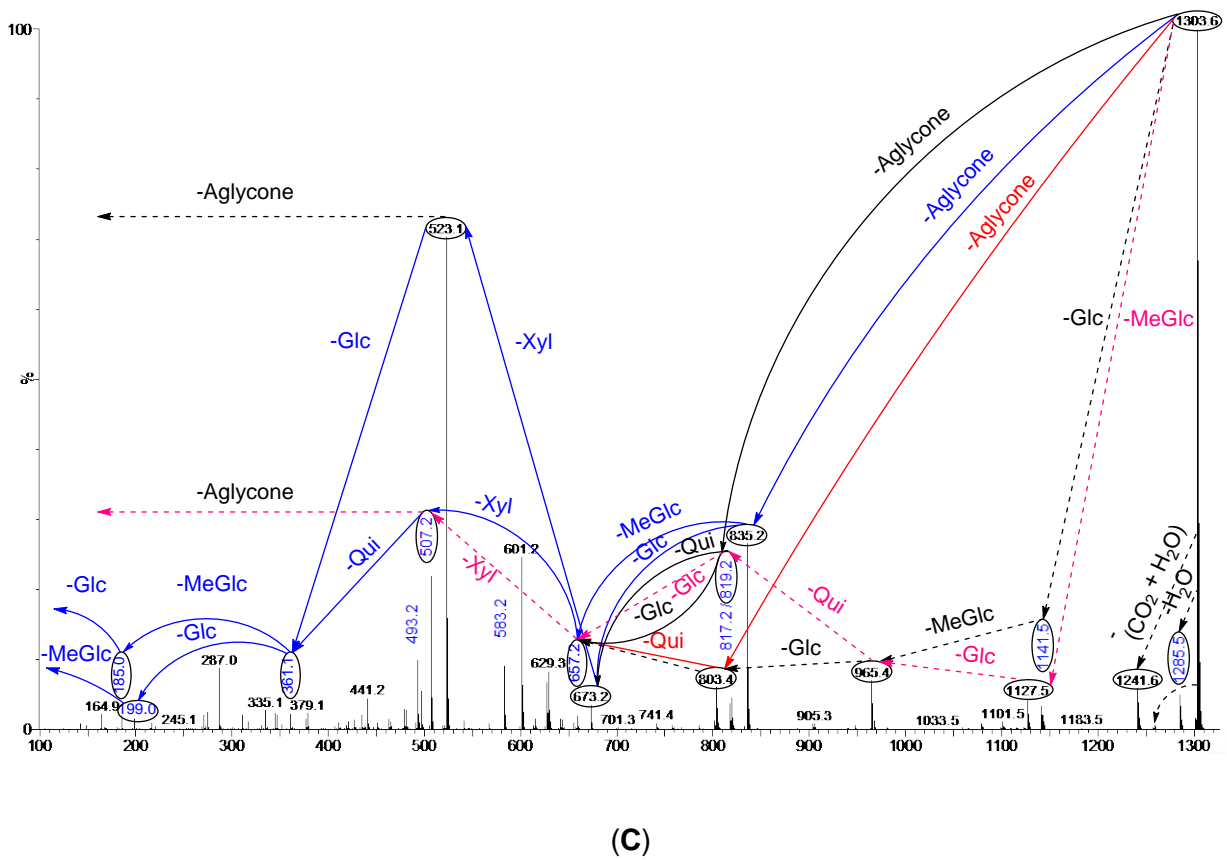 100
1303.6
-Aglycone
-Aglycone
-Aglycone
-Aglycone
523.1
-Glc
-Xyl
-Glc
-MeGlc
%
-Aglycone
-Xyl
-MeGlc
-Glc
-Qui
835.2
-Qui
507.2
601.2
-Xyl
-Glc
-Glc
817.2 / 819.2
-Qui
- (CO₂ + H₂O)
-H₂O
-Glc
-MeGlc
-Glc
493.2
583.2
-Qui
-Glc
-MeGlc
-Glc
1141.5
1285.5
-MeGlc
185.0
361.1
287.0
657.2
629.3
673.2
803.4
965.4
1127.5
1241.6
164.9
199.0
245.1
335.1
379.1
441.2
701.3
741.4
905.3
1033.5
1101.5
1183.5
0
100 200 300 400 500 600 700 800 900 1000 1100 1200 1300
(C)